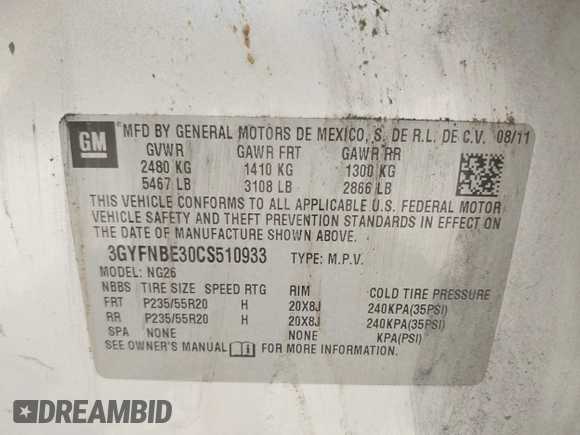 GM MFD BY GENERAL MOTORS DE MEXICO, S. DE R.L. DE C.V. 08/11
GVWR GAWR FRT GAWR RR
2480 KG 1410 KG 1300 KG
5467 LB 3108 LB 2866 LB
THIS VEHICLE CONFORMS TO ALL APPLICABLE U.S. FEDERAL MOTOR
VEHICLE SAFETY AND THEFT PREVENTION STANDARDS IN EFFECT ON
THE DATE OF MANUFACTURE SHOWN ABOVE.
3GYFNBE30CS510933 TYPE: M.P.V.
MODEL: NG26
NBBS TIRE SIZE SPEED RTG RIM COLD TIRE PRESSURE
FRT P235/55R20 H 20X8J 240KPA(35PSI)
RR P235/55R20 H 20X8J 240KPA(35PSI)
SPA NONE NONE KPA(PSI)
SEE OWNER'S MANUAL FOR MORE INFORMATION.
DREAMBID